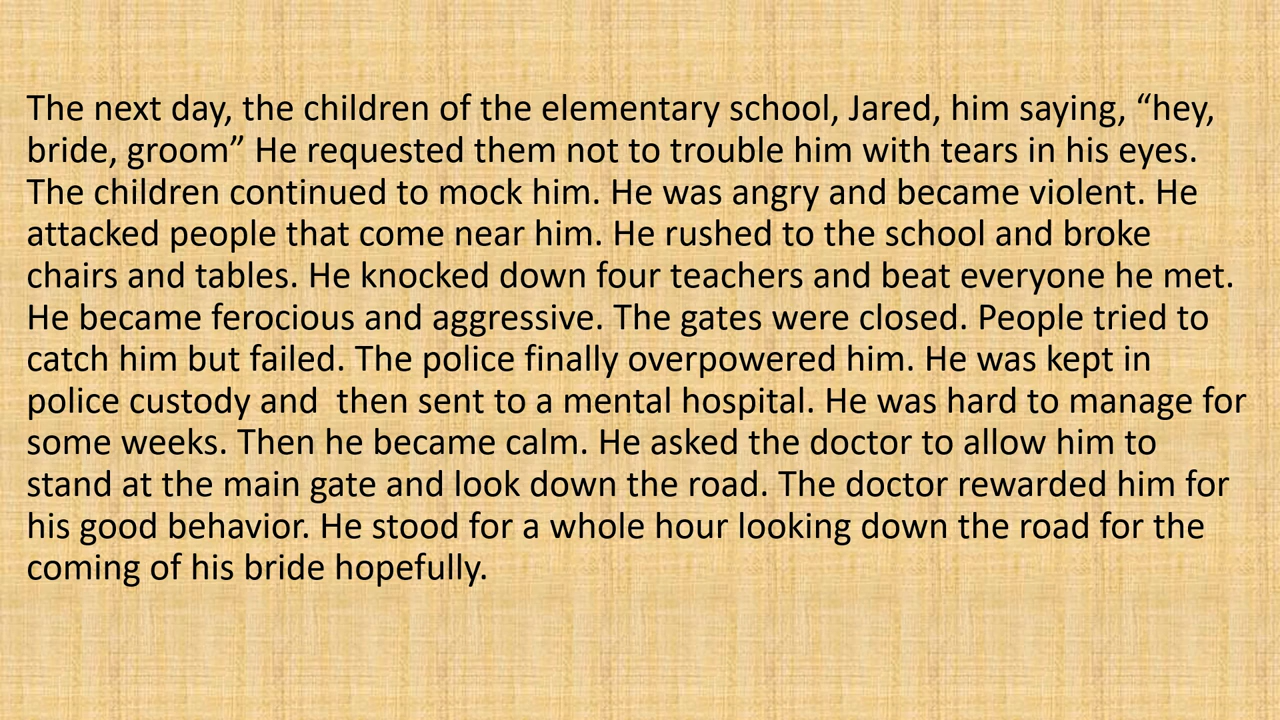 The next day, the children of the elementary school, Jared, him saying, “hey,
bride, groom” He requested them not to trouble him with tears in his eyes.
The children continued to mock him. He was angry and became violent. He
attacked people that come near him. He rushed to the school and broke
chairs and tables. He knocked down four teachers and beat everyone he met.
He became ferocious and aggressive. The gates were closed. People tried to
catch him but failed. The police finally overpowered him. He was kept in
police custody and  then sent to a mental hospital. He was hard to manage for
some weeks. Then he became calm. He asked the doctor to allow him to
stand at the main gate and look down the road. The doctor rewarded him for
his good behavior. He stood for a whole hour looking down the road for the
coming of his bride hopefully.